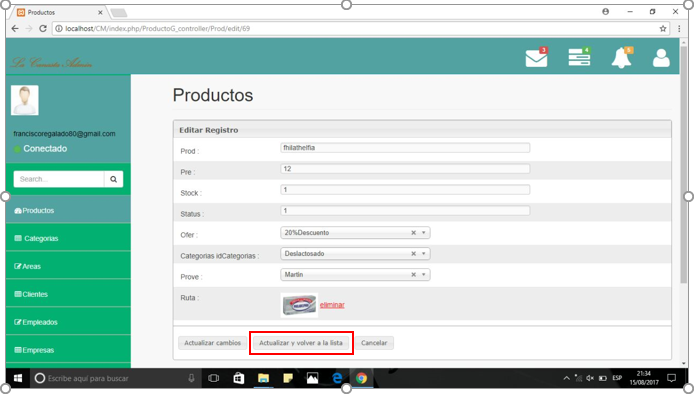 Productos
localhost/CM/index.php/ProductoG_controller/Prod/edit/69
La Canasta Admin
3
4
5
Productos
franciscoregalado80@gmail.com
Conectado
Search...
Productos
Categorias
Areas
Clientes
Empleados
Empresas
Editar Registro
Prod :
fhilathelfia
Pre :
12
Stock :
1
Status :
1
Ofer :
20%Descuento
Categorias idCategorias :
Deslactosado
Prove :
Martin
Ruta :
eliminar
Actualizar cambios
Actualizar y volver a la lista
Cancelar
Escribe aquí para buscar
ESP
21:34
15/08/2017